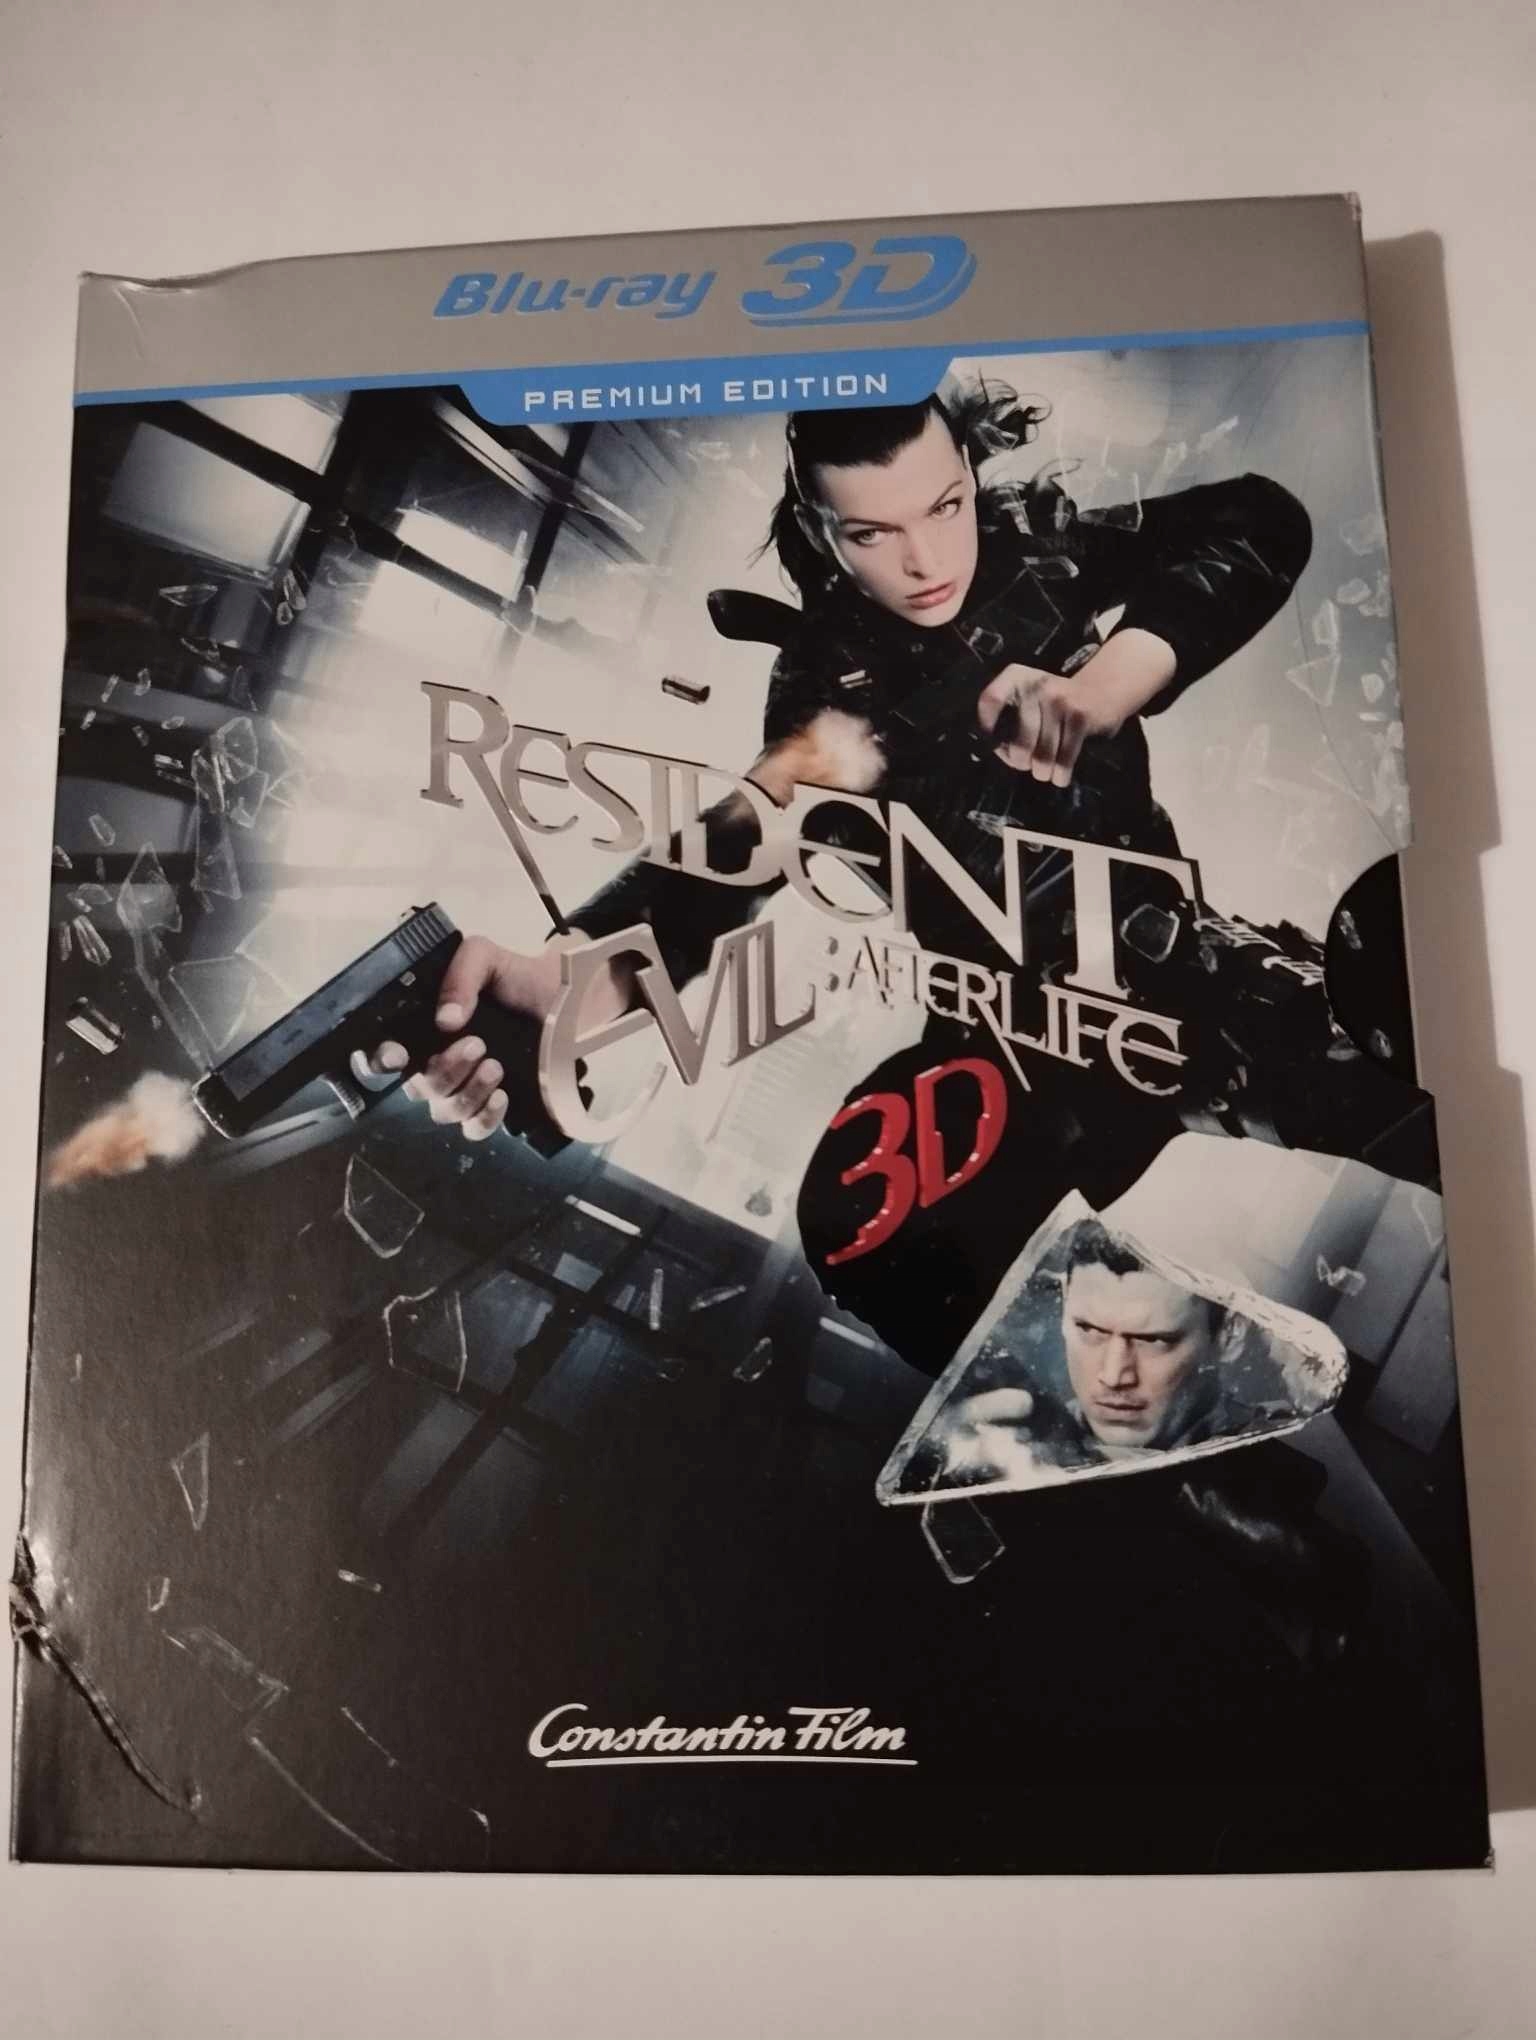 Blu-ray 3D
PREMIUM EDITION
RESIDENT
EVIL: AFTERLIFE
3D
Constantin Film